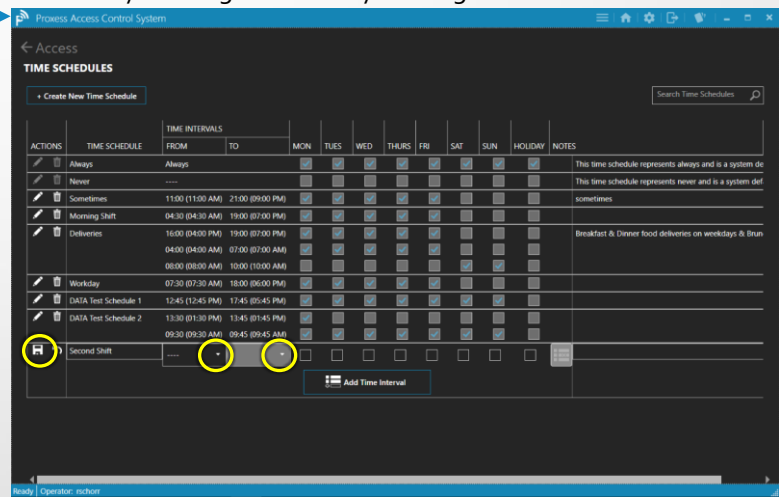 Proxess Access Control System
Access
TIME SCHEDULES
+ Create New Time Schedule
Search Time Schedules
TIME INTERVALS
ACTIONS TIME SCHEDULE FROM TO MON TUES WED THURS FRI SAT SUN HOLIDAY NOTES
Always Always This time schedule represents always and is a system de
Never ---- This time schedule represents never and is a system def
Sometimes 11:00 (11:00 AM) 21:00 (09:00 PM) sometimes
Morning Shift 04:30 (04:30 AM) 19:00 (07:00 PM)
Deliveries 16:00 (04:00 PM) 19:00 (07:00 PM) Breakfast & Dinner food deliveries on weekdays & Brun
04:00 (04:00 AM) 07:00 (07:00 AM)
08:00 (08:00 AM) 10:00 (10:00 AM)
Workday 07:30 (07:30 AM) 18:00 (06:00 PM)
DATA Test Schedule 1 12:45 (12:45 PM) 17:45 (05:45 PM)
DATA Test Schedule 2 13:30 (01:30 PM) 13:45 (01:45 PM)
09:30 (09:30 AM) 09:45 (09:45 AM)
Second Shift ----
Add Time Interval
Ready Operator: rschorr